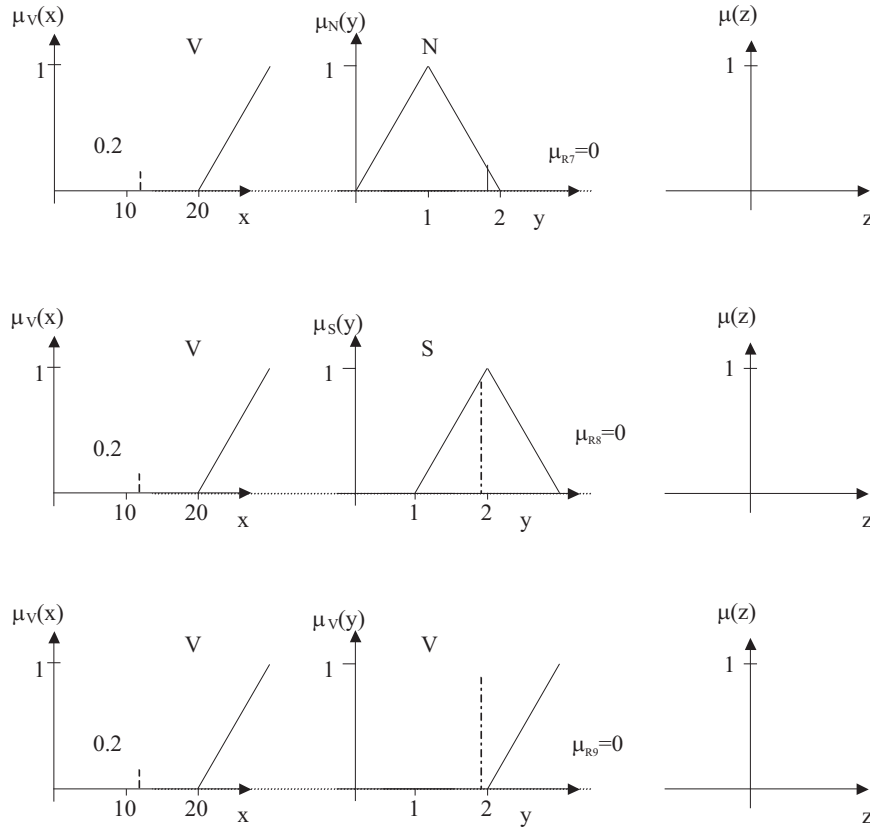 μV(x) V μN(y) N μ(z)
1 1 1
0.2 μR7=0
10 20 x 1 2 y z
μV(x) V μS(y) S μ(z)
1 1 1
0.2 μR8=0
10 20 x 1 2 y z
μV(x) V μV(y) V μ(z)
1 1 1
0.2 μR9=0
10 20 x 1 2 y z